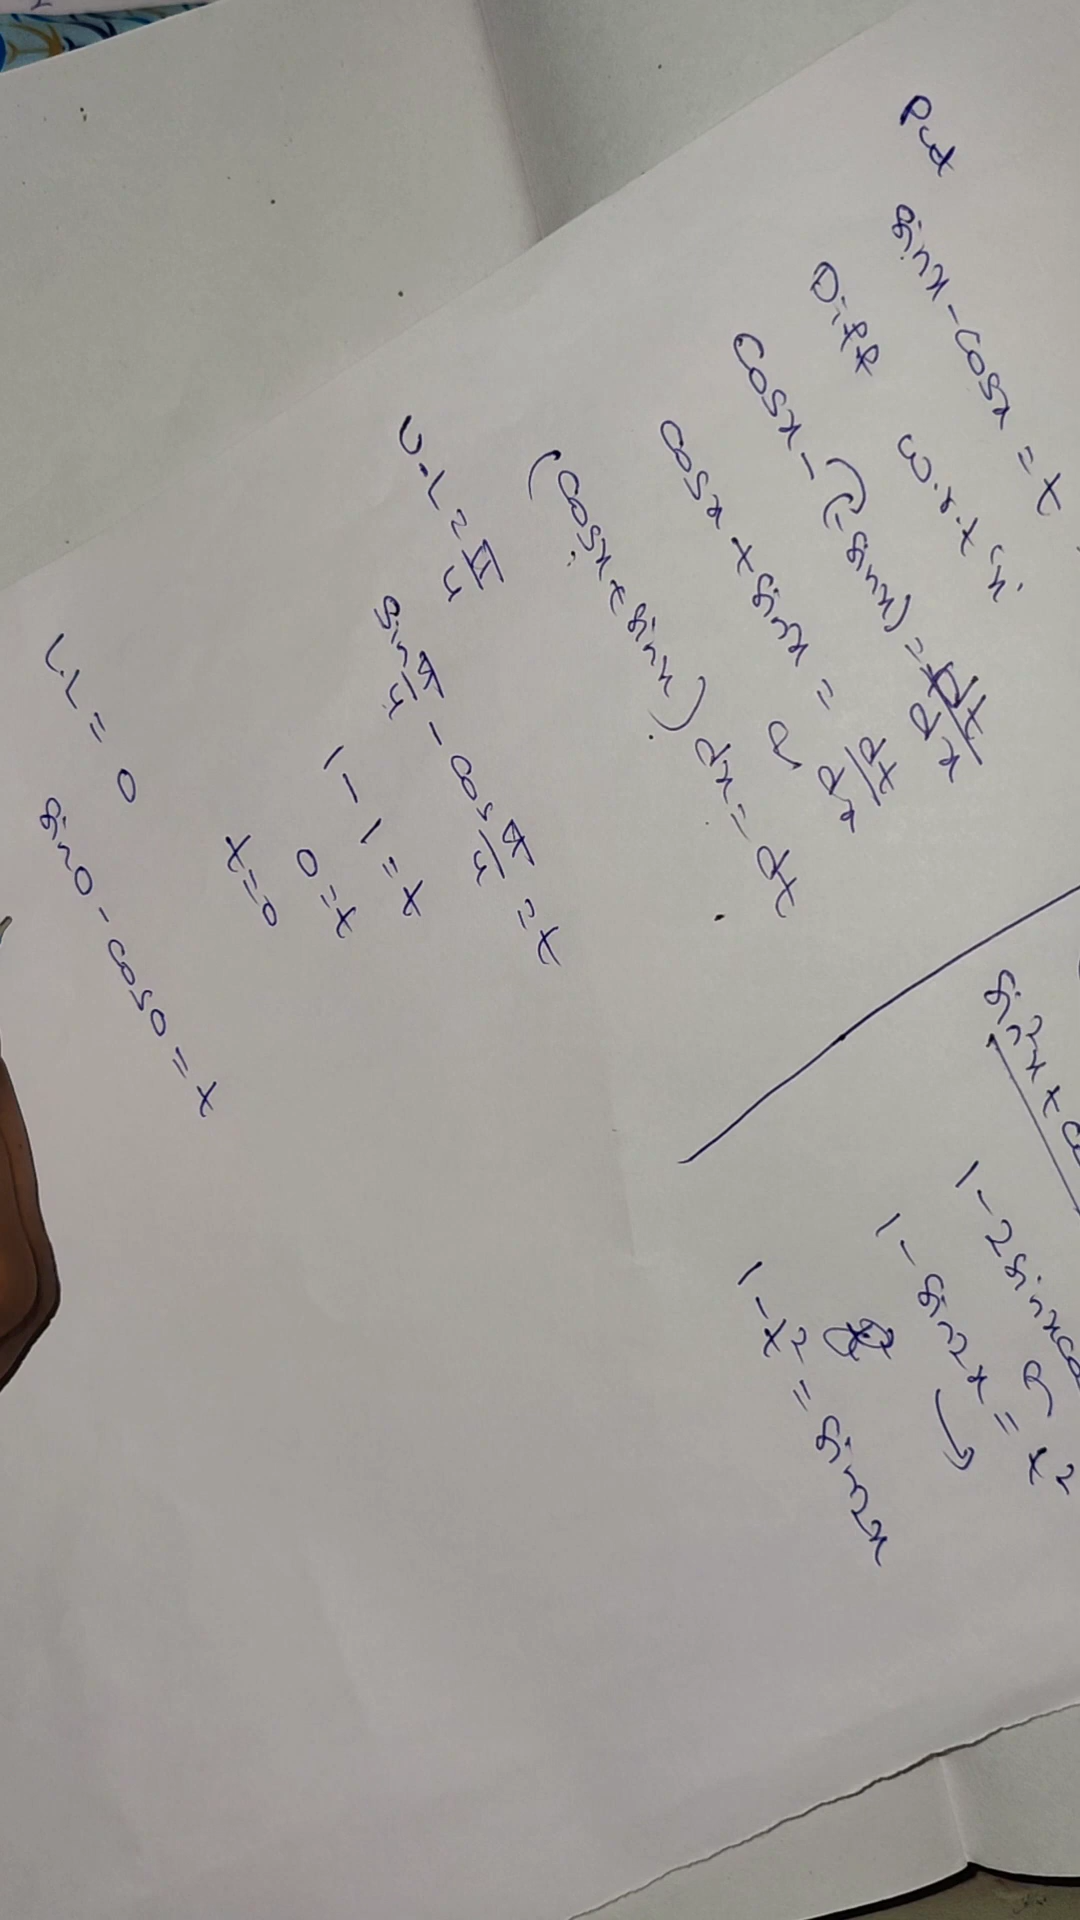 Put sinx - cosx = t
Diff w.r.t x,
cosx - (-sinx) = dt/dx
cosx + sinx = dt/dx
(cosx + sinx) dx = dt
U.L = π/4
sin π/4 - cos π/4 = t
1 - 1 = t
0 = t
t = 0
L.L = 0
sin0 - cos0 = t
sin²x +
1 - 2sinx
1 - sin2x = t²
1 - t² = sin2x